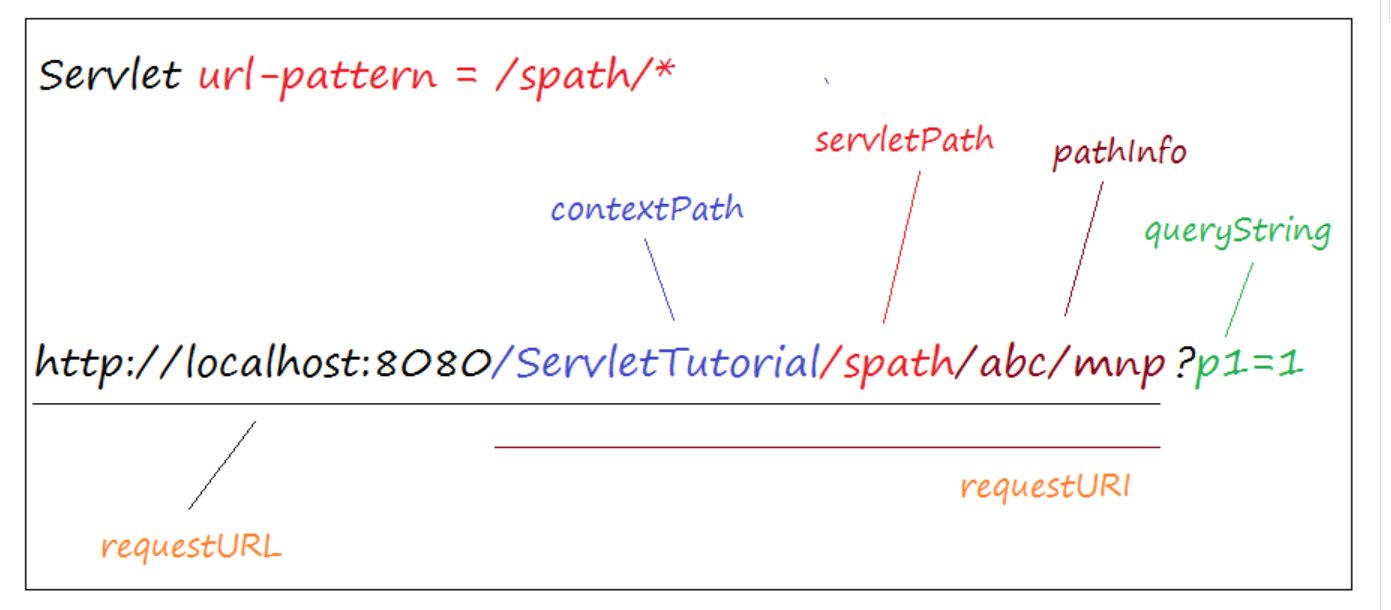 Servlet url-pattern = /spath/*
servletPath
pathInfo
contextPath
queryString
http://localhost:8080/ServletTutorial/spath/abc/mnp ?p1=1
requestURI
requestURL